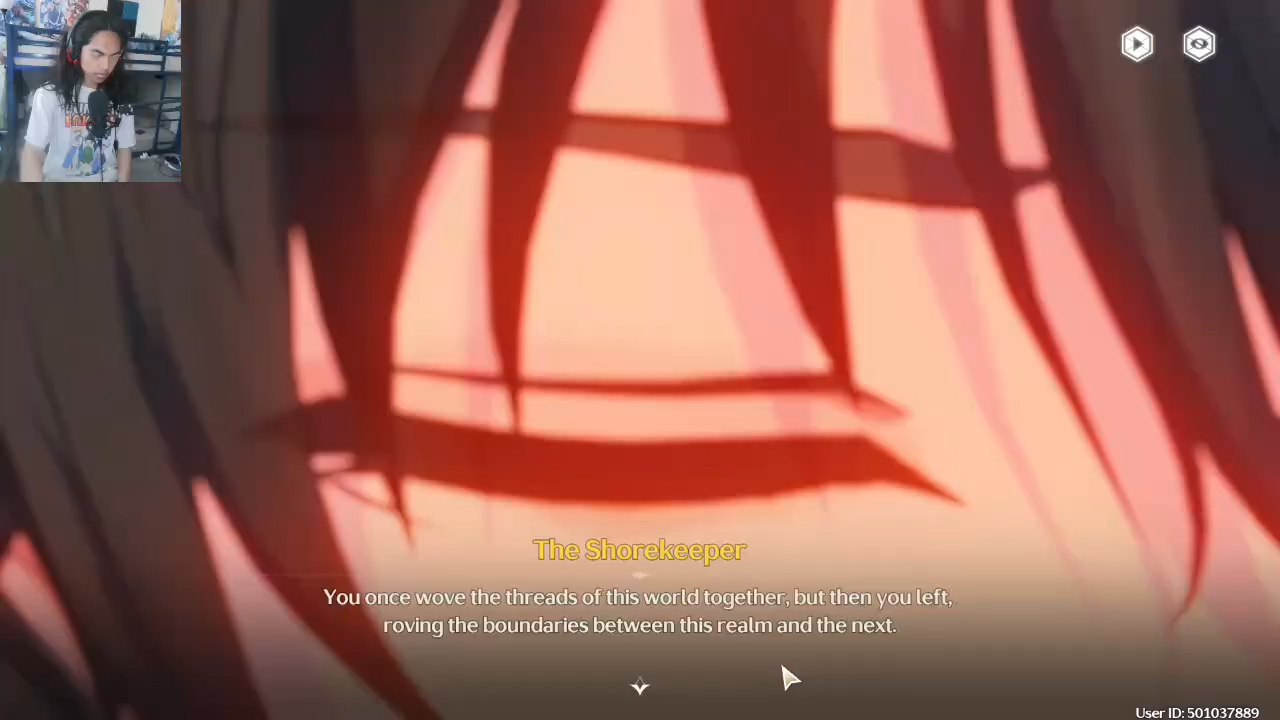 The Shorekeeper
You once wove the threads of this world together, but then you left,
roving the boundaries between this realm and the next.
User ID: 501037889